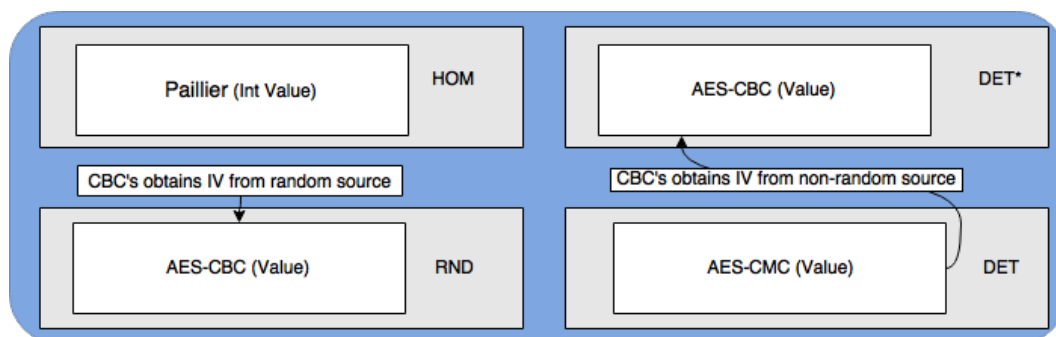 Paillier (Int Value)
HOM
AES-CBC (Value)
DET*
CBC's obtains IV from random source
CBC's obtains IV from non-random source
AES-CBC (Value)
RND
AES-CMC (Value)
DET